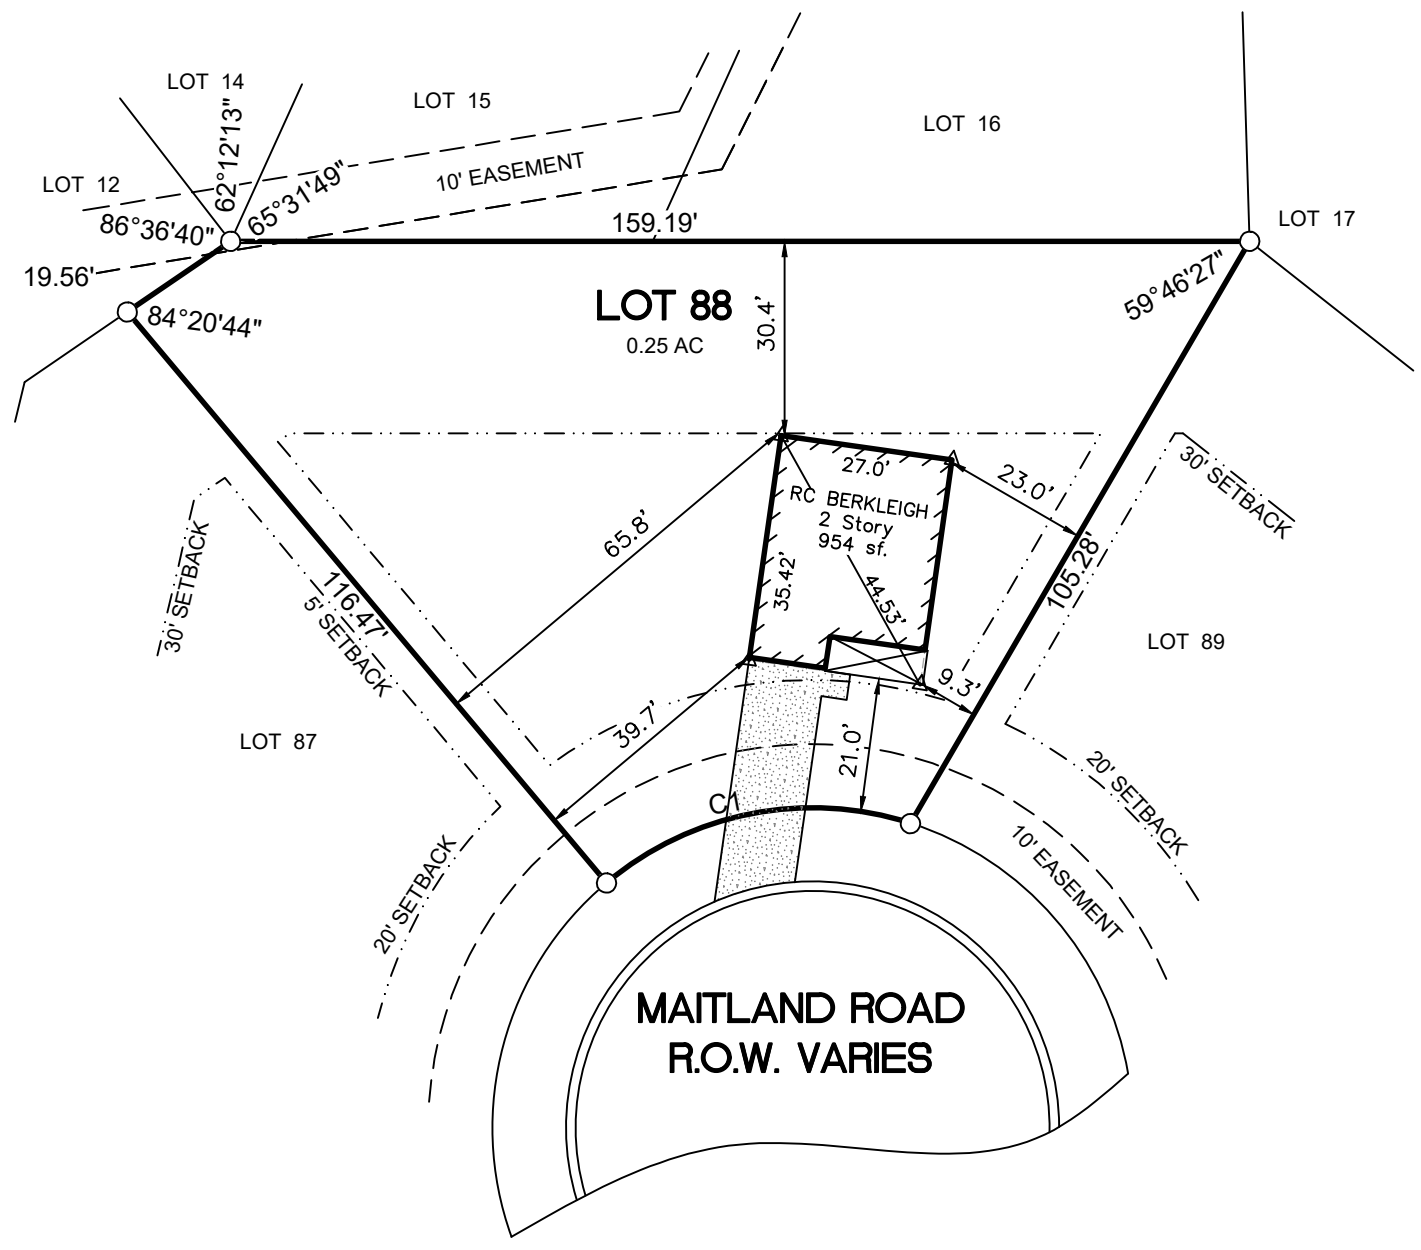 LOT 14
LOT 15
LOT 16
LOT 12
62°12'13"
65°31'49"
10' EASEMENT
86°36'40"
159.19'
LOT 17
19.56'
84°20'44"
59°46'27"
LOT 88
0.25 AC
30.4'
27.0'
23.0'
30' SETBACK
RC BERKLEIGH
2 Story
954 sf.
65.8'
35.42'
44.53'
105.28'
30' SETBACK
116.47'
5' SETBACK
LOT 89
9.3'
39.7'
21.0'
LOT 87
C1
20' SETBACK
10' EASEMENT
20' SETBACK
MAITLAND ROAD
R.O.W. VARIES